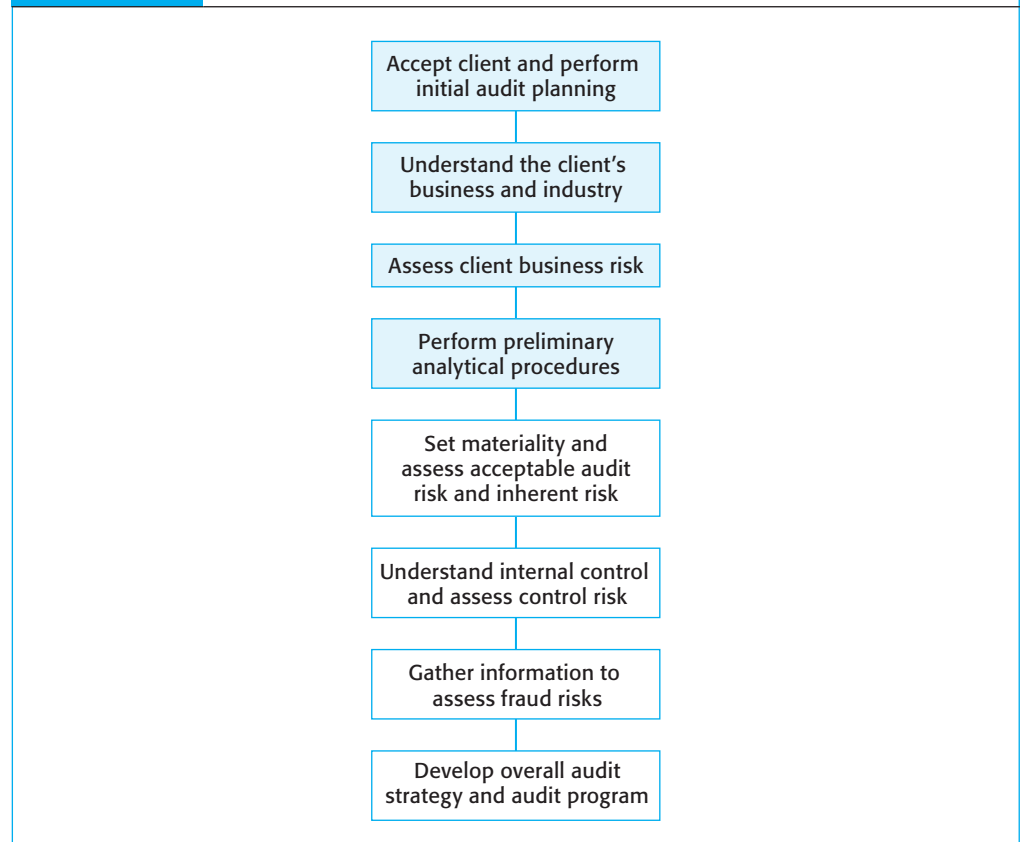 Accept client and perform
initial audit planning
Understand the client’s
business and industry
Assess client business risk
Perform preliminary
analytical procedures
Set materiality and
assess acceptable audit
risk and inherent risk
Understand internal control
and assess control risk
Gather information to
assess fraud risks
Develop overall audit
strategy and audit program